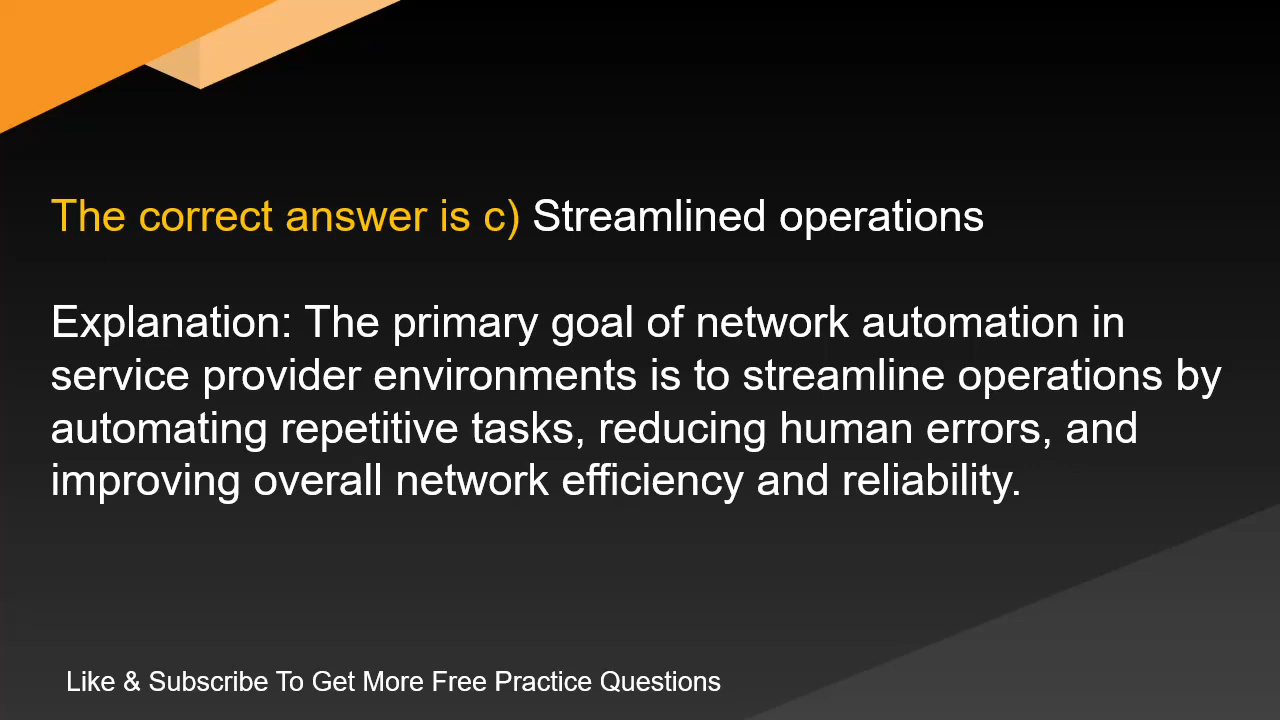 The correct answer is c) Streamlined operations
Explanation: The primary goal of network automation in
service provider environments is to streamline operations by
automating repetitive tasks, reducing human errors, and
improving overall network efficiency and reliability.
Like & Subscribe To Get More Free Practice Questions